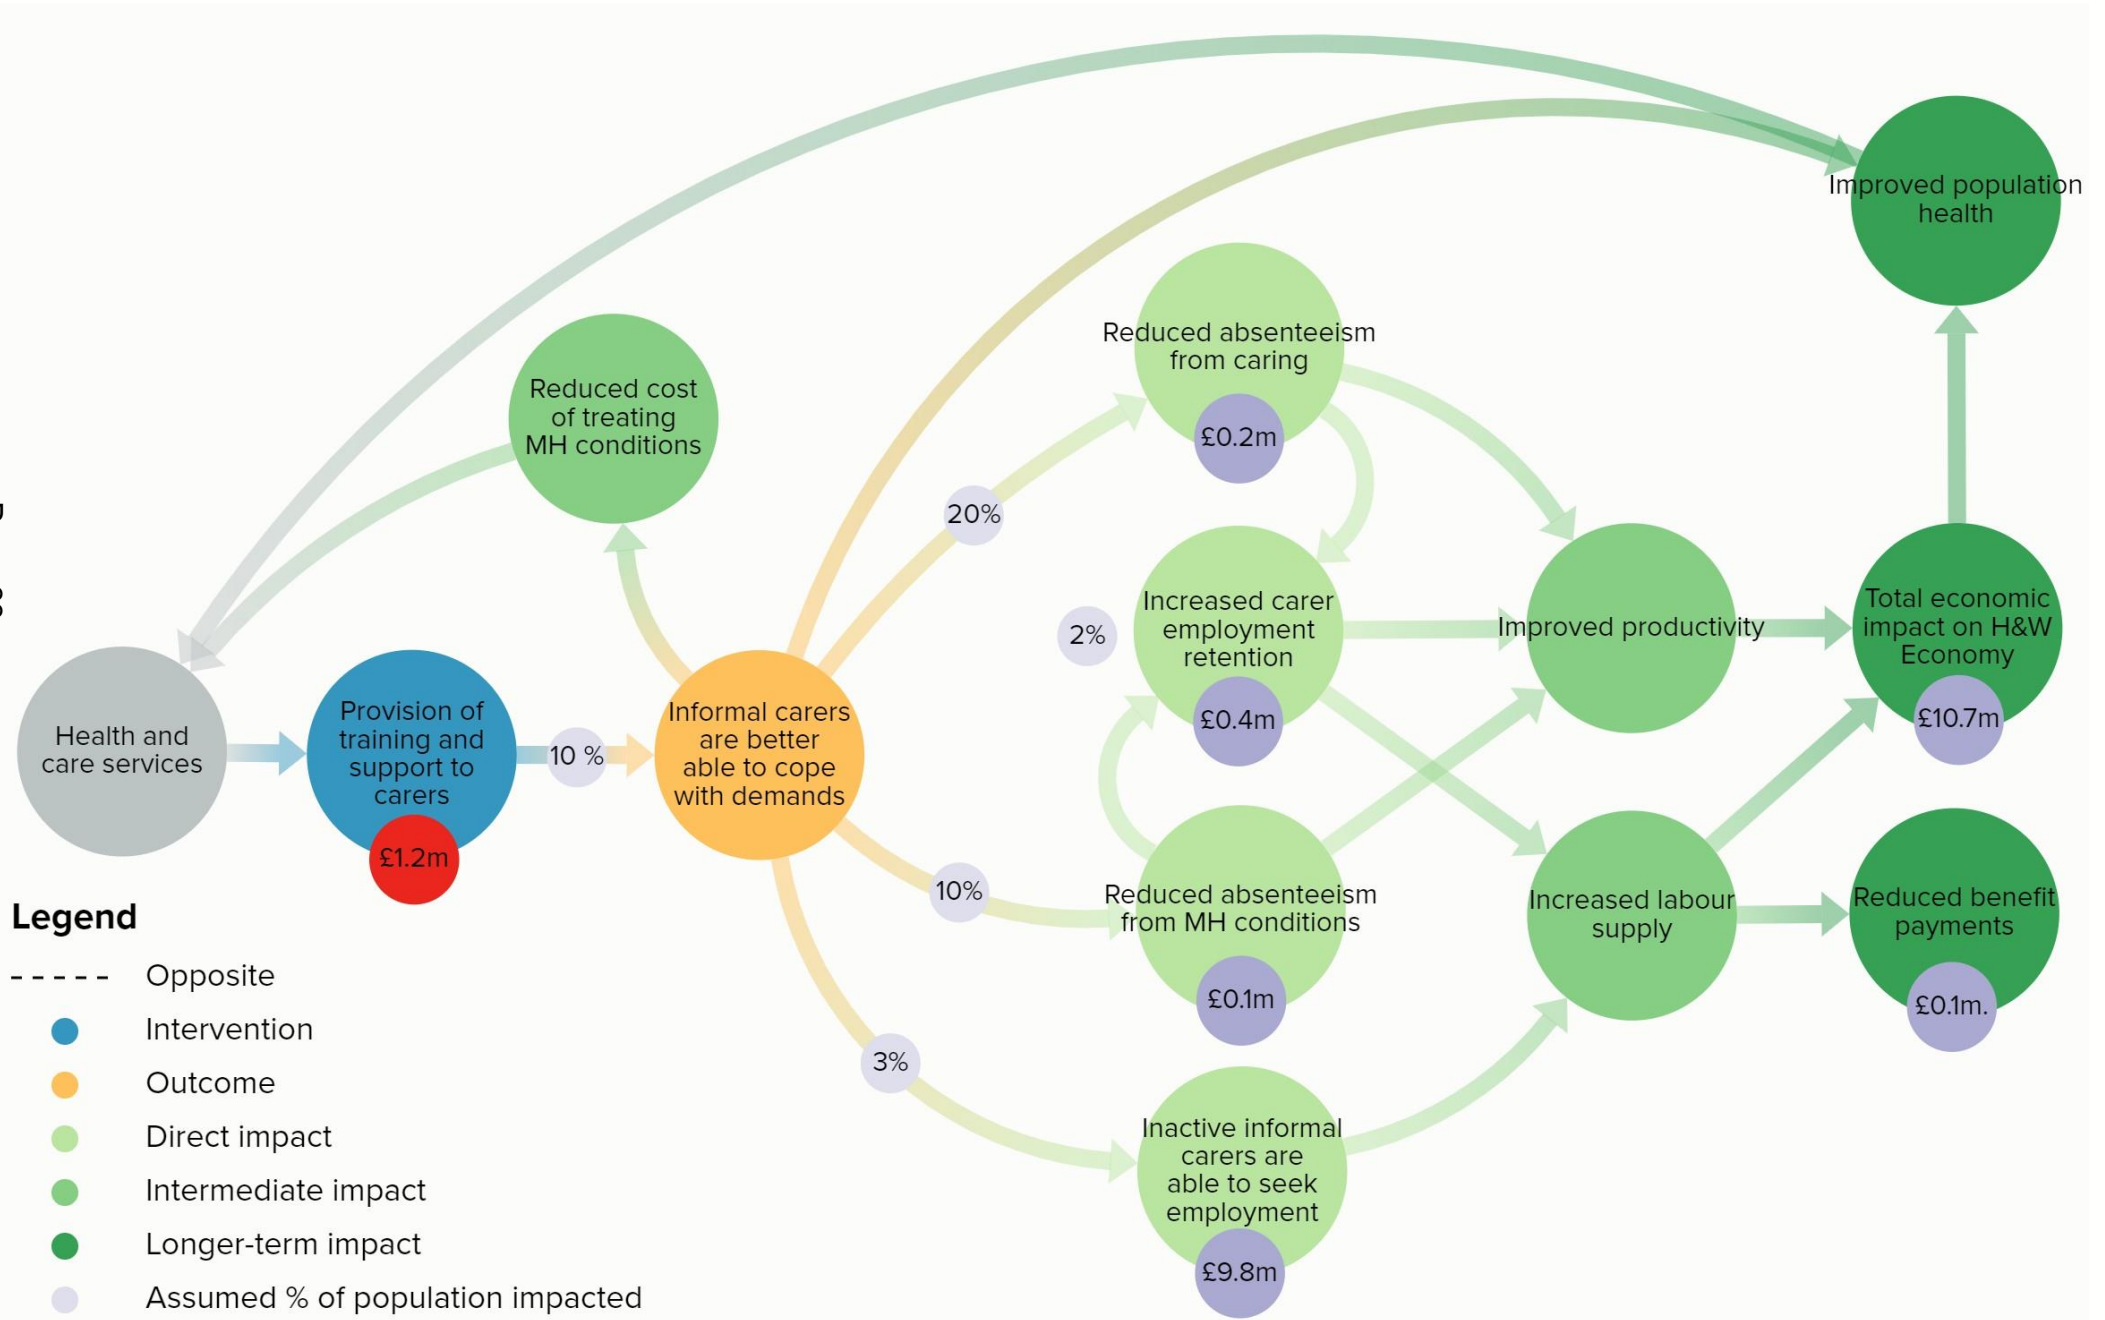 Improved population
health
Reduced absenteeism
from caring
£0.2m
Reduced cost
of treating
MH conditions
20%
Increased carer
employment
retention
£0.4m
2%
Improved productivity
Total economic
impact on H&W
Economy
£10.7m
Health and
care services
Provision of
training and
support to
carers
£1.2m
10 %
Informal carers
are better
able to cope
with demands
10%
Reduced absenteeism
from MH conditions
£0.1m
Increased labour
supply
Reduced benefit
payments
£0.1m.
3%
Inactive informal
carers are
able to seek
employment
£9.8m
Legend
Opposite
Intervention
Outcome
Direct impact
Intermediate impact
Longer-term impact
Assumed % of population impacted